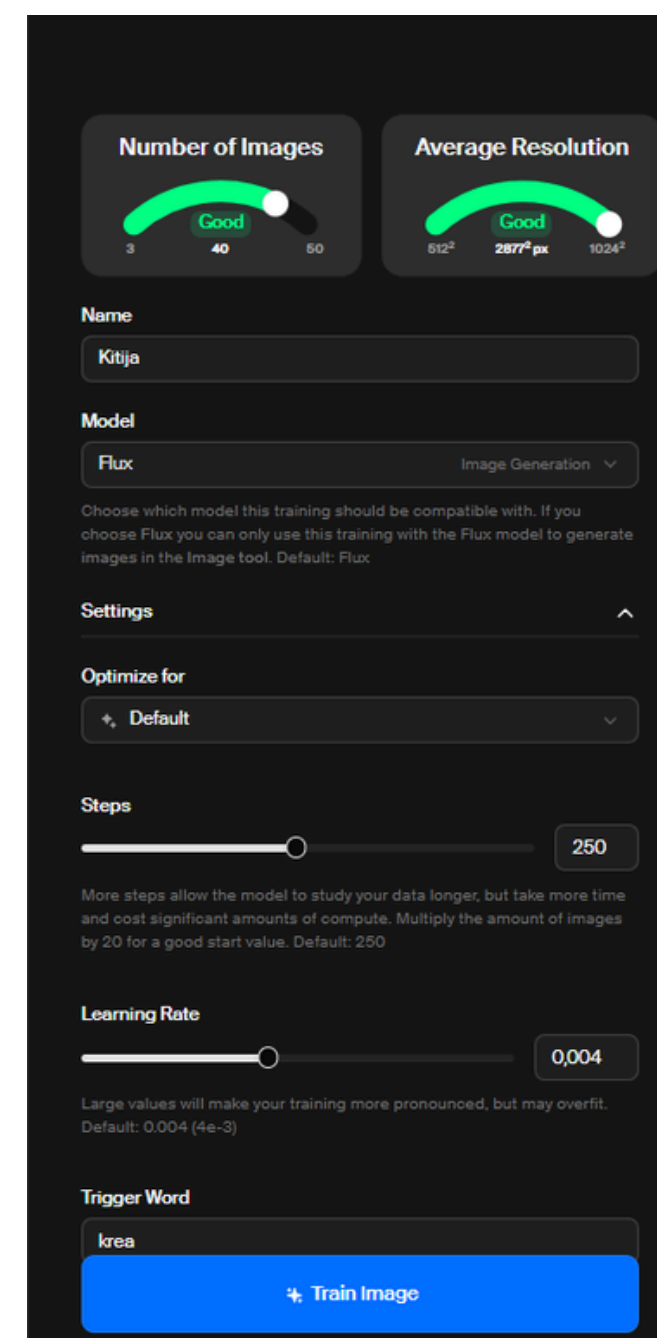 Number of Images
Good
3 40 50
Average Resolution
Good
512² 2877² px 1024²
Name
Kitija
Model
Flux Image Generation
Choose which model this training should be compatible with. If you
choose Flux you can only use this training with the Flux model to generate
images in the Image tool. Default: Flux
Settings
Optimize for
Default
Steps
250
More steps allow the model to study your data longer, but take more time
and cost significant amounts of compute. Multiply the amount of images
by 20 for a good start value. Default: 250
Learning Rate
0,004
Large values will make your training more pronounced, but may overfit.
Default: 0.004 (4e-3)
Trigger Word
krea
Train Image